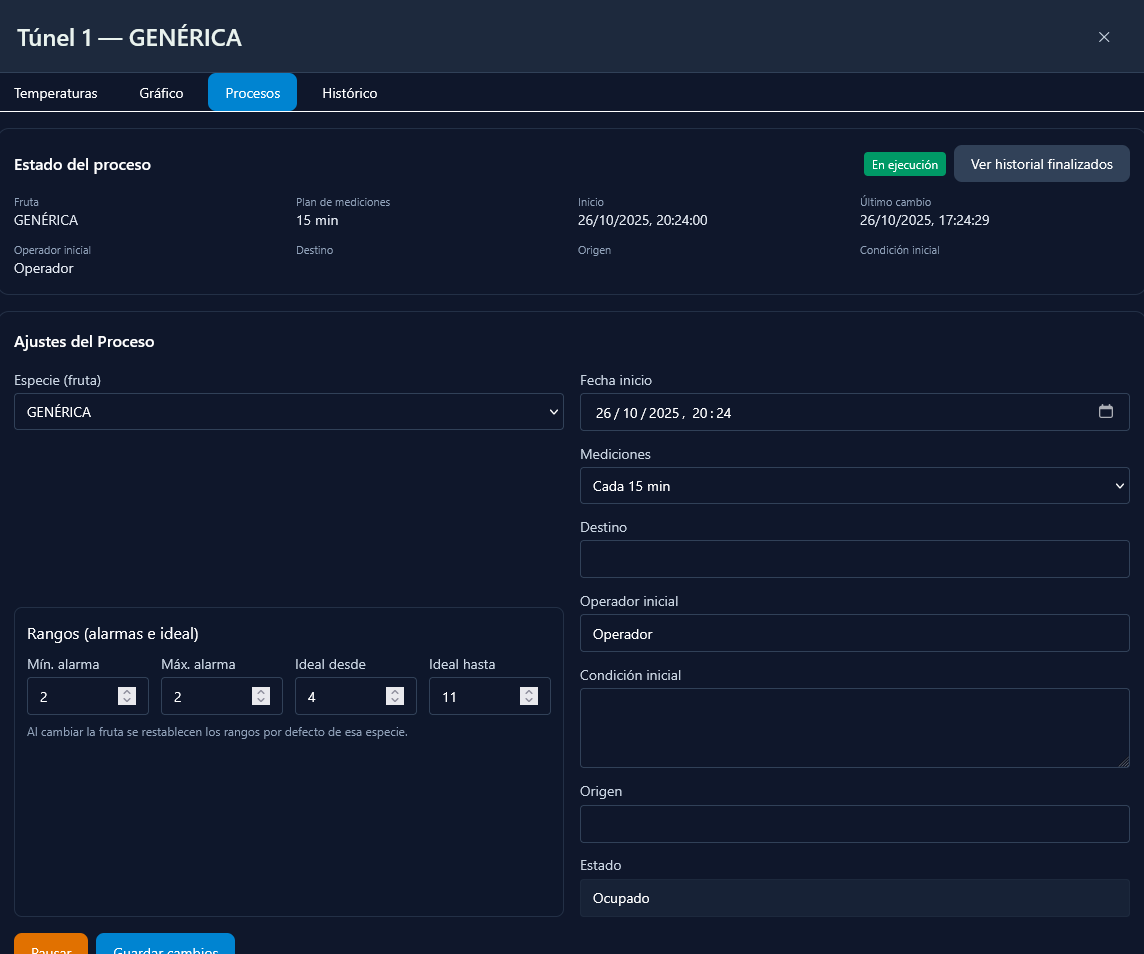 Túnel 1 — GENÉRICA
Temperaturas Gráfico Procesos Histórico
Estado del proceso En ejecución Ver historial finalizados
Fruta Plan de mediciones Inicio Último cambio
GENÉRICA 15 min 26/10/2025, 20:24:00 26/10/2025, 17:24:29
Operador inicial Destino Origen Condición inicial
Operador
Ajustes del Proceso
Especie (fruta)
GENÉRICA
Fecha inicio
26/10/2025, 20:24
Mediciones
Cada 15 min
Destino
Operador inicial
Operador
Condición inicial
Origen
Estado
Ocupado
Rangos (alarmas e ideal)
Mín. alarma Máx. alarma Ideal desde Ideal hasta
2 2 4 11
Al cambiar la fruta se restablecen los rangos por defecto de esa especie.
Pausar Guardar cambios